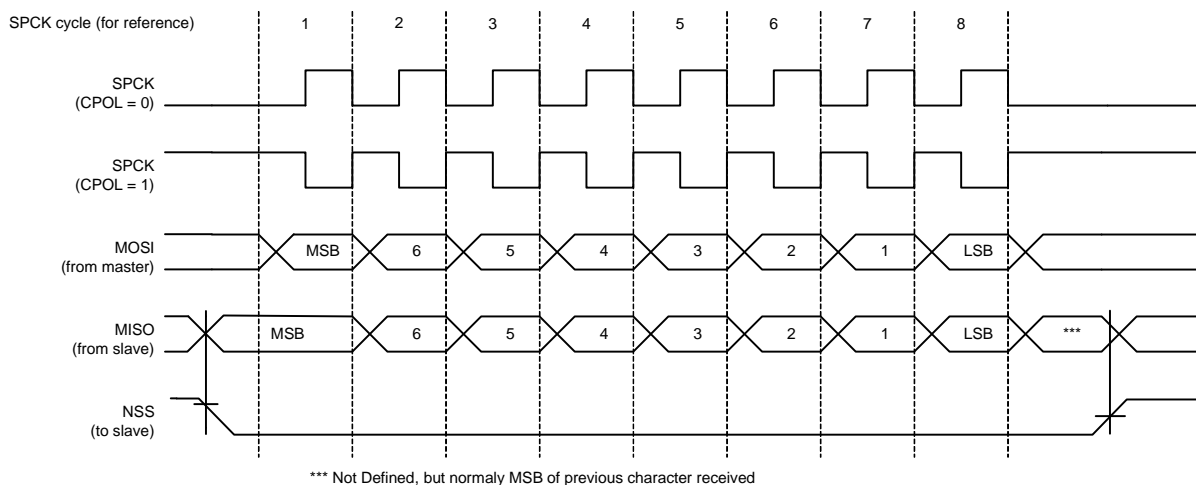 SPCK cycle (for reference) 1 2 3 4 5 6 7 8
SPCK
(CPOL = 0)
SPCK
(CPOL = 1)
MOSI
(from master)
MSB 6 5 4 3 2 1 LSB
MISO
(from slave)
MSB 6 5 4 3 2 1 LSB ***
NSS
(to slave)
*** Not Defined, but normaly MSB of previous character received